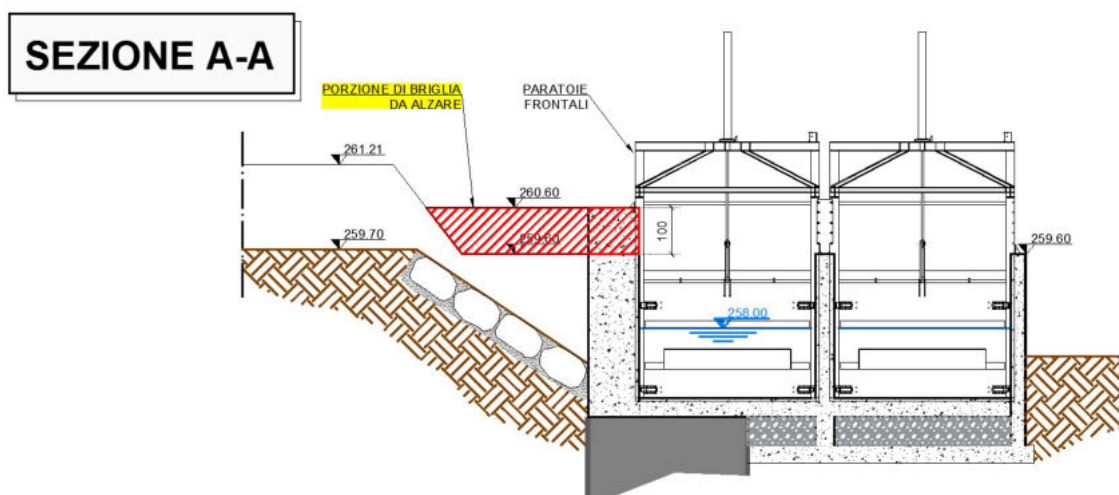 SEZIONE A-A
PORZIONE DI BRIGLIA
DA ALZARE
PARATOIE
FRONTALI
261.21
260.60
259.70
259.60
100
259.60
258.00